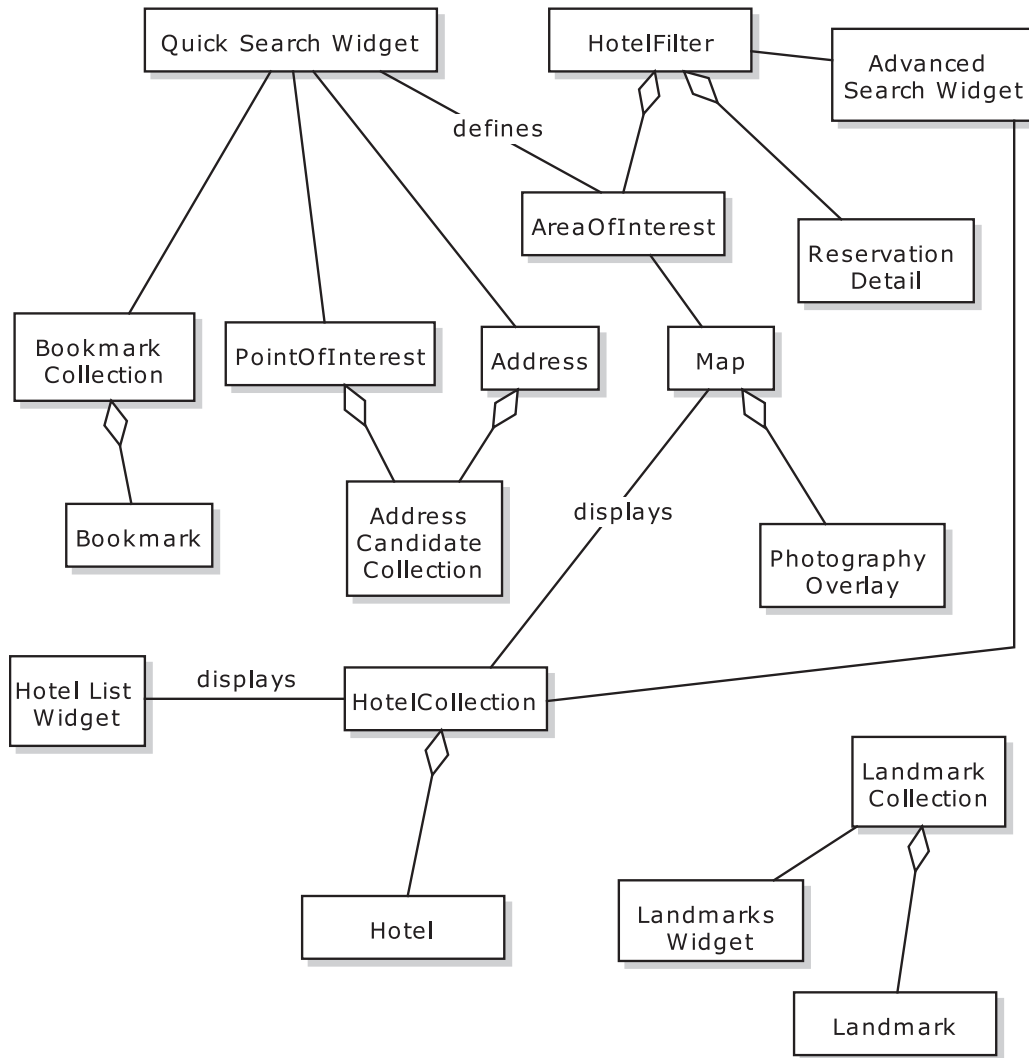 Quick Search Widget
HotelFilter
Advanced
Search Widget
defines
AreaOfInterest
Reservation
Detail
Bookmark
Collection
PointOfInterest
Address
Map
Bookmark
Address
Candidate
Collection
displays
Photography
Overlay
Hotel List
Widget
displays
HotelCollection
Landmark
Collection
Hotel
Landmarks
Widget
Landmark